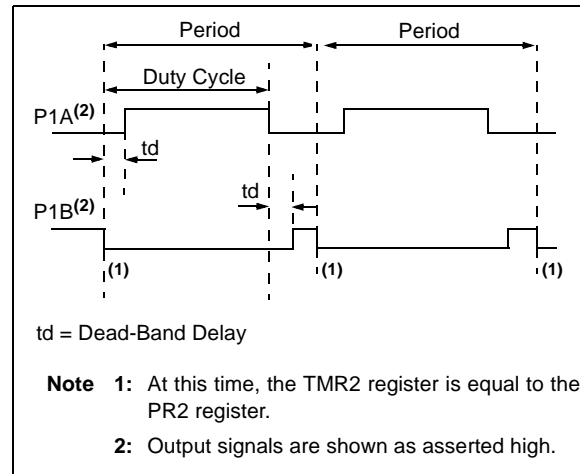 Period Period
Duty Cycle
P1A(2)
td
td
P1B(2)
(1) (1) (1)
td = Dead-Band Delay
Note 1: At this time, the TMR2 register is equal to the
PR2 register.
2: Output signals are shown as asserted high.